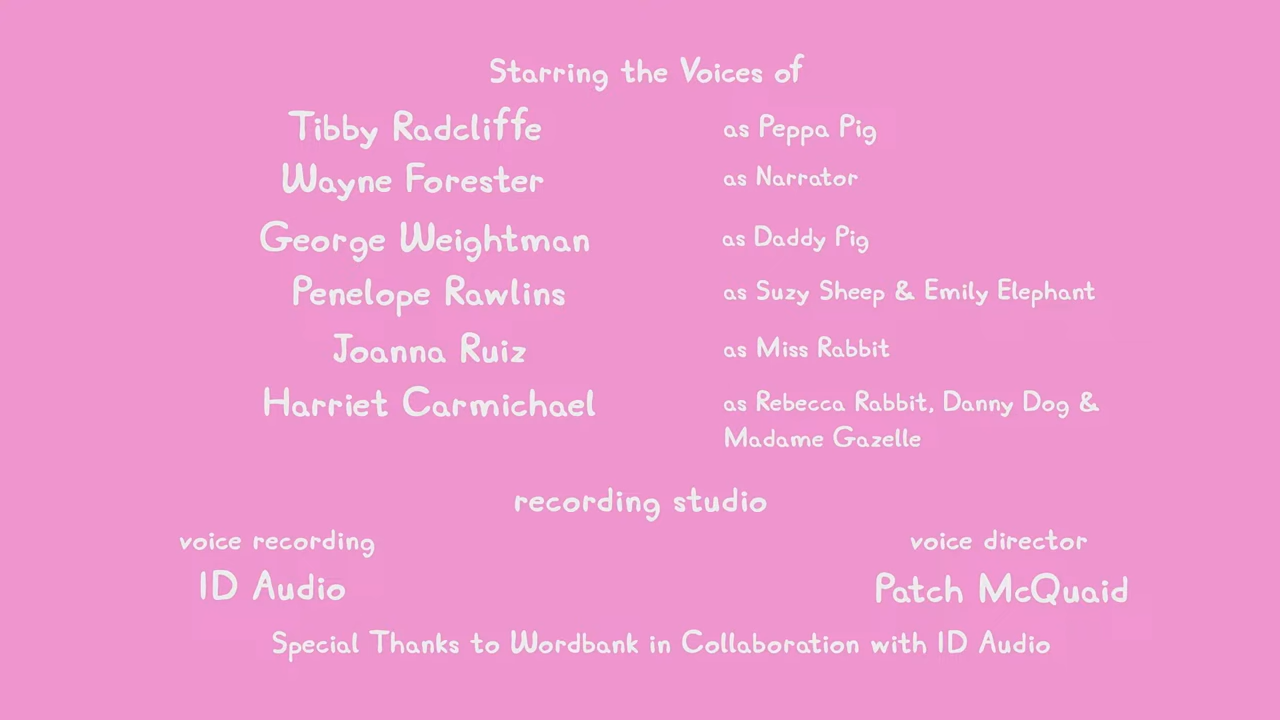 Starring the Voices of
Tibby Radcliffe as Peppa Pig
Wayne Forester as Narrator
George Weightman as Daddy Pig
Penelope Rawlins as Suzy Sheep & Emily Elephant
Joanna Ruiz as Miss Rabbit
Harriet Carmichael as Rebecca Rabbit, Danny Dog &
Madame Gazelle
recording studio
voice recording voice director
ID Audio Patch McQuaid
Special Thanks to Wordbank in Collaboration with ID Audio